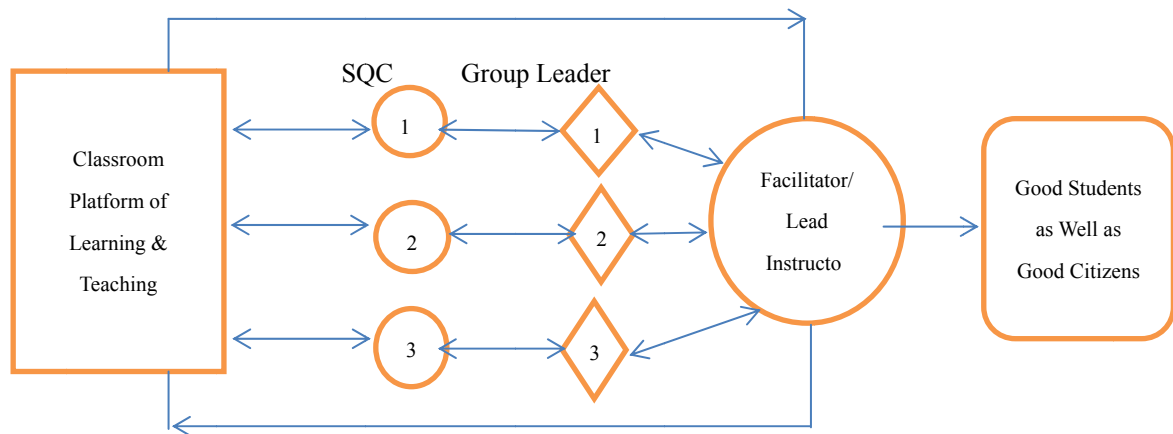 SQC
Group Leader
1
1
Classroom
Platform of
Learning &
Teaching
2
2
3
3
Facilitator/
Lead
Instructo
Good Students
as Well as
Good Citizens